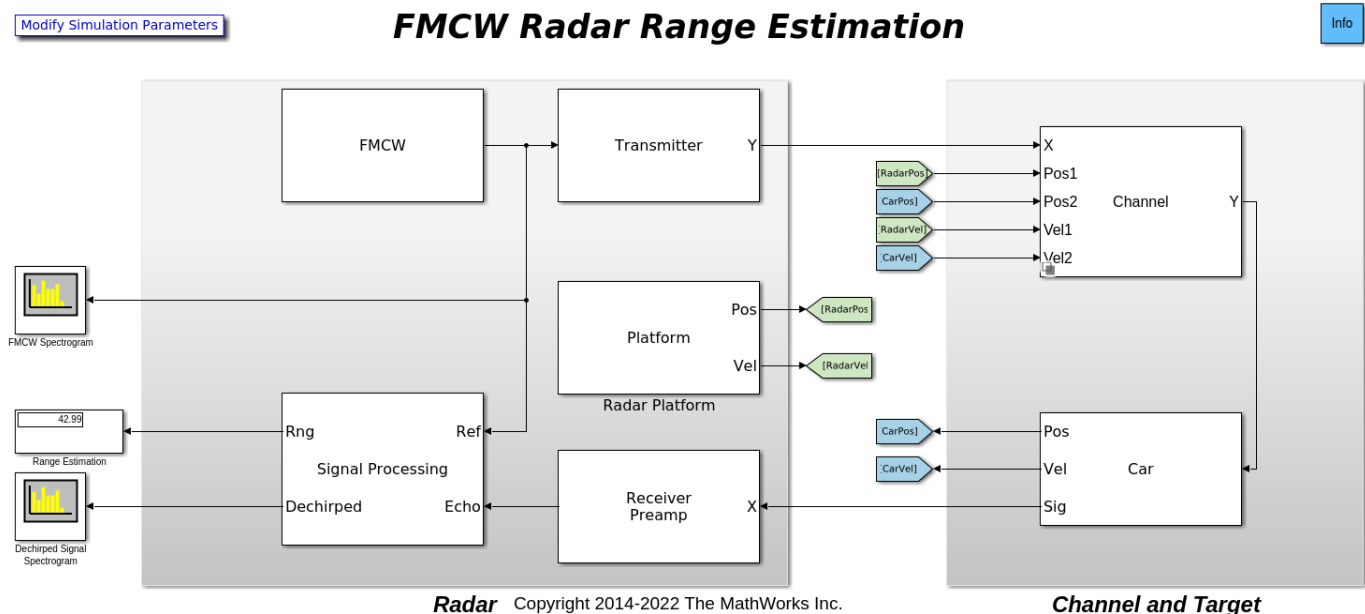 Modify Simulation Parameters
FMCW Radar Range Estimation
Info
FMCW
Transmitter
Y
X
[RadarPos]
Pos1
CarPos]
Pos2
Channel
Y
[RadarVel]
Vel1
[CarVel]
Vel2
FMCW Spectrogram
Platform
Pos
[RadarPos
Vel
[RadarVel
Radar Platform
42.99
Range Estimation
Rng
Ref
Signal Processing
Dechirped
Echo
Receiver
Preamp
X
CarPos]
Pos
[CarVel]
Vel
Car
Sig
Dechirped Signal
Spectrogram
Radar
Copyright 2014-2022 The MathWorks Inc.
Channel and Target